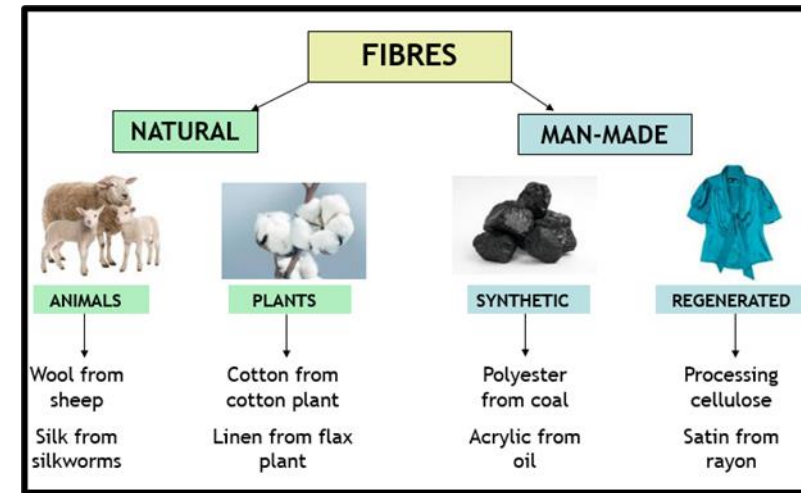 FIBRES
NATURAL
MAN-MADE
ANIMALS
PLANTS
SYNTHETIC
REGENERATED
Wool from
sheep
Silk from
silkworms
Cotton from
cotton plant
Linen from flax
plant
Polyester
from coal
Acrylic from
oil
Processing
cellulose
Satin from
rayon